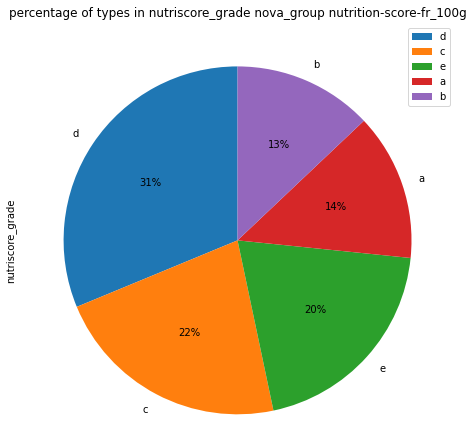 percentage of types in nutriscore_grade nova_group nutrition-score-fr_100g
d
c
e
a
b
b
d
13%
31%
a
14%
nutriscore_grade
20%
22%
e
c